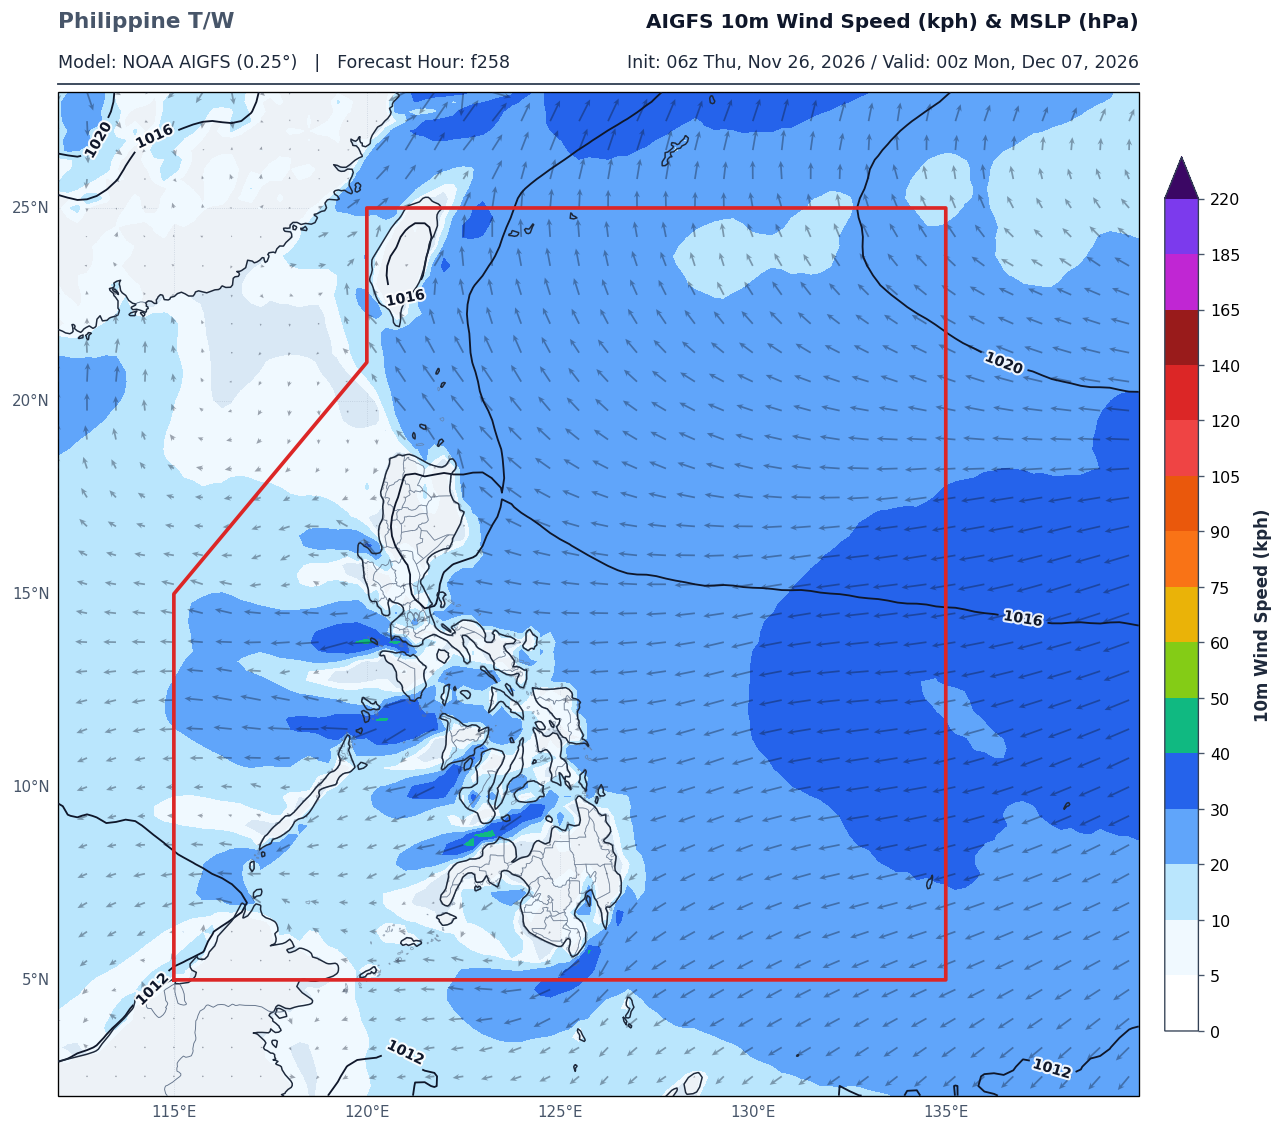 Philippine T/W
AIGFS 10m Wind Speed (kph) & MSLP (hPa)
Model: NOAA AIGFS (0.25°) | Forecast Hour: f258
Init: 06z Thu, Nov 26, 2026 / Valid: 00z Mon, Dec 07, 2026
1020
1016
25°N
1016
1020
20°N
15°N
1016
10°N
5°N
1012
1012
1012
115°E
120°E
125°E
130°E
135°E
220
185
165
140
120
105
90
75
60
50
40
30
20
10
5
0
10m Wind Speed (kph)